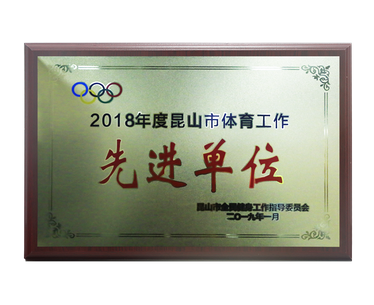 2018年度昆山市体育工作
先进单位
昆山市全民健身工作指导委员会
二〇一九年一月